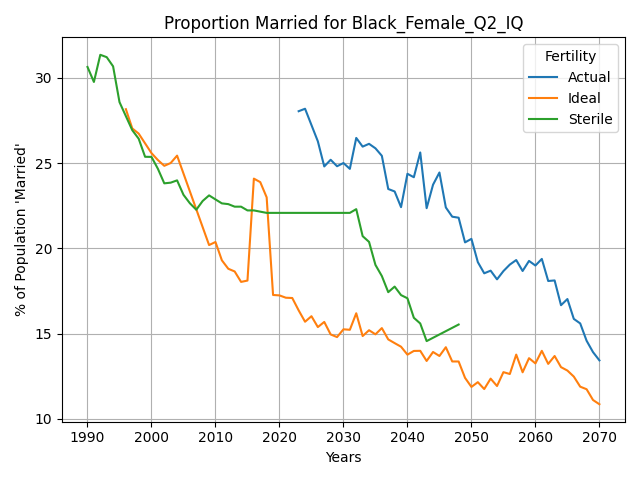 Proportion Married for Black_Female_Q2_IQ
Fertility
Actual
Ideal
Sterile
% of Population 'Married'
30
25
20
15
10
1990
2000
2010
2020
2030
2040
2050
2060
2070
Years